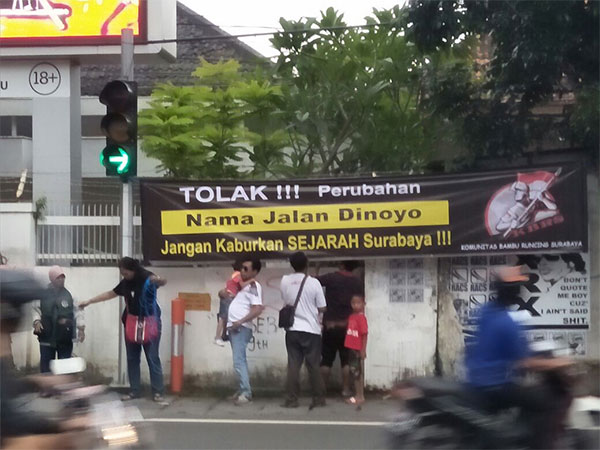 18+
TOLAK !!! Perubahan
Nama Jalan Dinoyo
Jangan Kaburkan SEJARAH Surabaya !!!
KOMUNITAS BAMBU RUNCING SURABAYA
DON'T
QUOTE
ME BOY
CUZ'
I AIN'T SAID
SHIT.